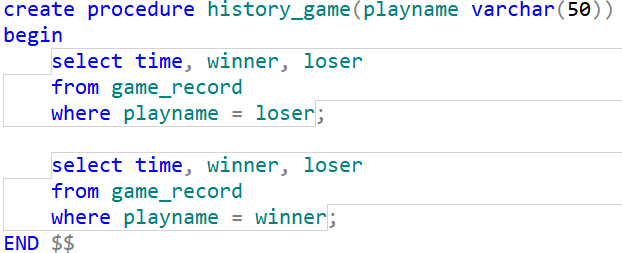 create procedure history_game(playname varchar(50))
begin
    select time, winner, loser
    from game_record
    where playname = loser;

    select time, winner, loser
    from game_record
    where playname = winner;
END $$